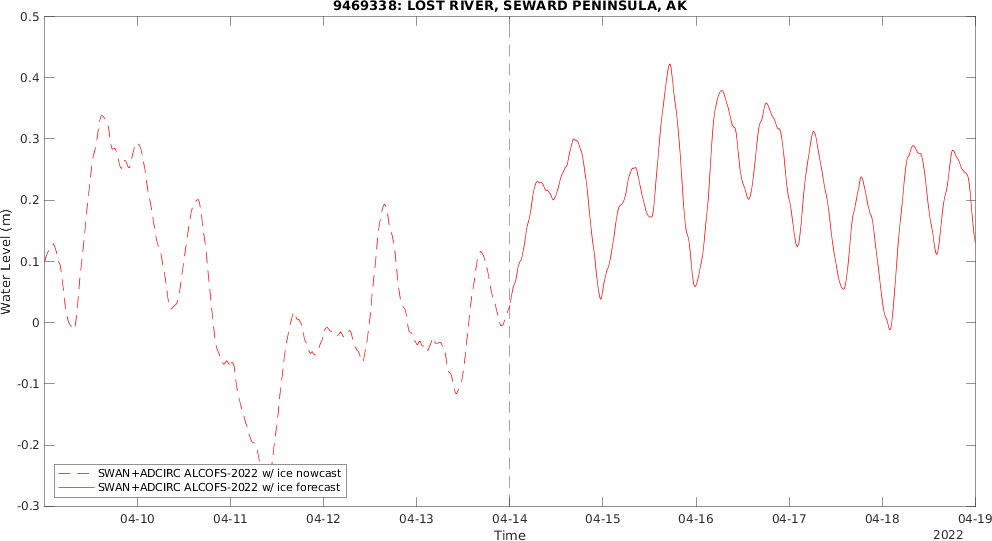 9469338: LOST RIVER, SEWARD PENINSULA, AK
0.5
0.4
0.3
0.2
0.1
0
-0.1
-0.2
-0.3
Water Level (m)
SWAN+ADCIRC ALCOFS-2022 w/ ice nowcast
SWAN+ADCIRC ALCOFS-2022 w/ ice forecast
04-10 04-11 04-12 04-13 04-14 04-15 04-16 04-17 04-18 04-19
Time
2022